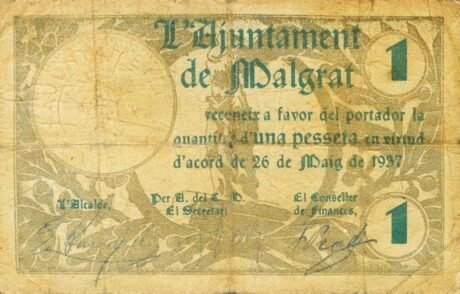 L'Ajuntament
de Malgrat
1
reconeix a favor del portador la
quantitat d'una pesseta en virtud
d'acord de 26 de Maig de 1937
L'Alcalde,
Per A. del C. M.
El Secretari
El Conseller
de Finances,
1